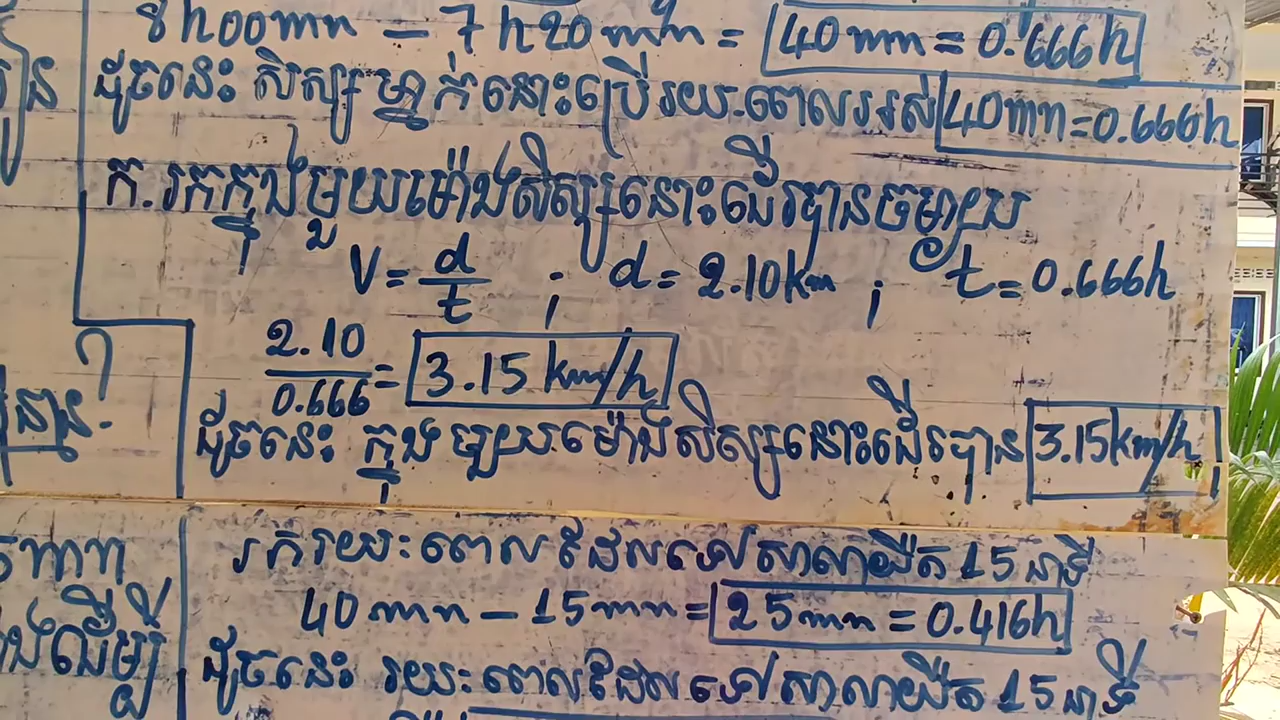 8h00mn - 7h20mn = 40mn = 0.666h
ដូចនេះ សិស្សម្នាក់នោះប្រើរយៈពេលអស់ 40mn=0.666h
ក.រកក្នុងមួយម៉ោងសិស្សនោះដើរបានចម្ងាយ
V = d/t ; d = 2.10km ; t = 0.666h
2.10/0.666 = 3.15 km/h
?
ដូចនេះ ក្នុងមួយម៉ោងសិស្សនោះដើរបាន 3.15km/h
រករយៈពេលដែលទៅសាលាយឺត 15 នាទី
40mn - 15mn = 25mn = 0.416h
ដូចនេះ រយៈពេលដែលទៅសាលាយឺត 15 នាទី